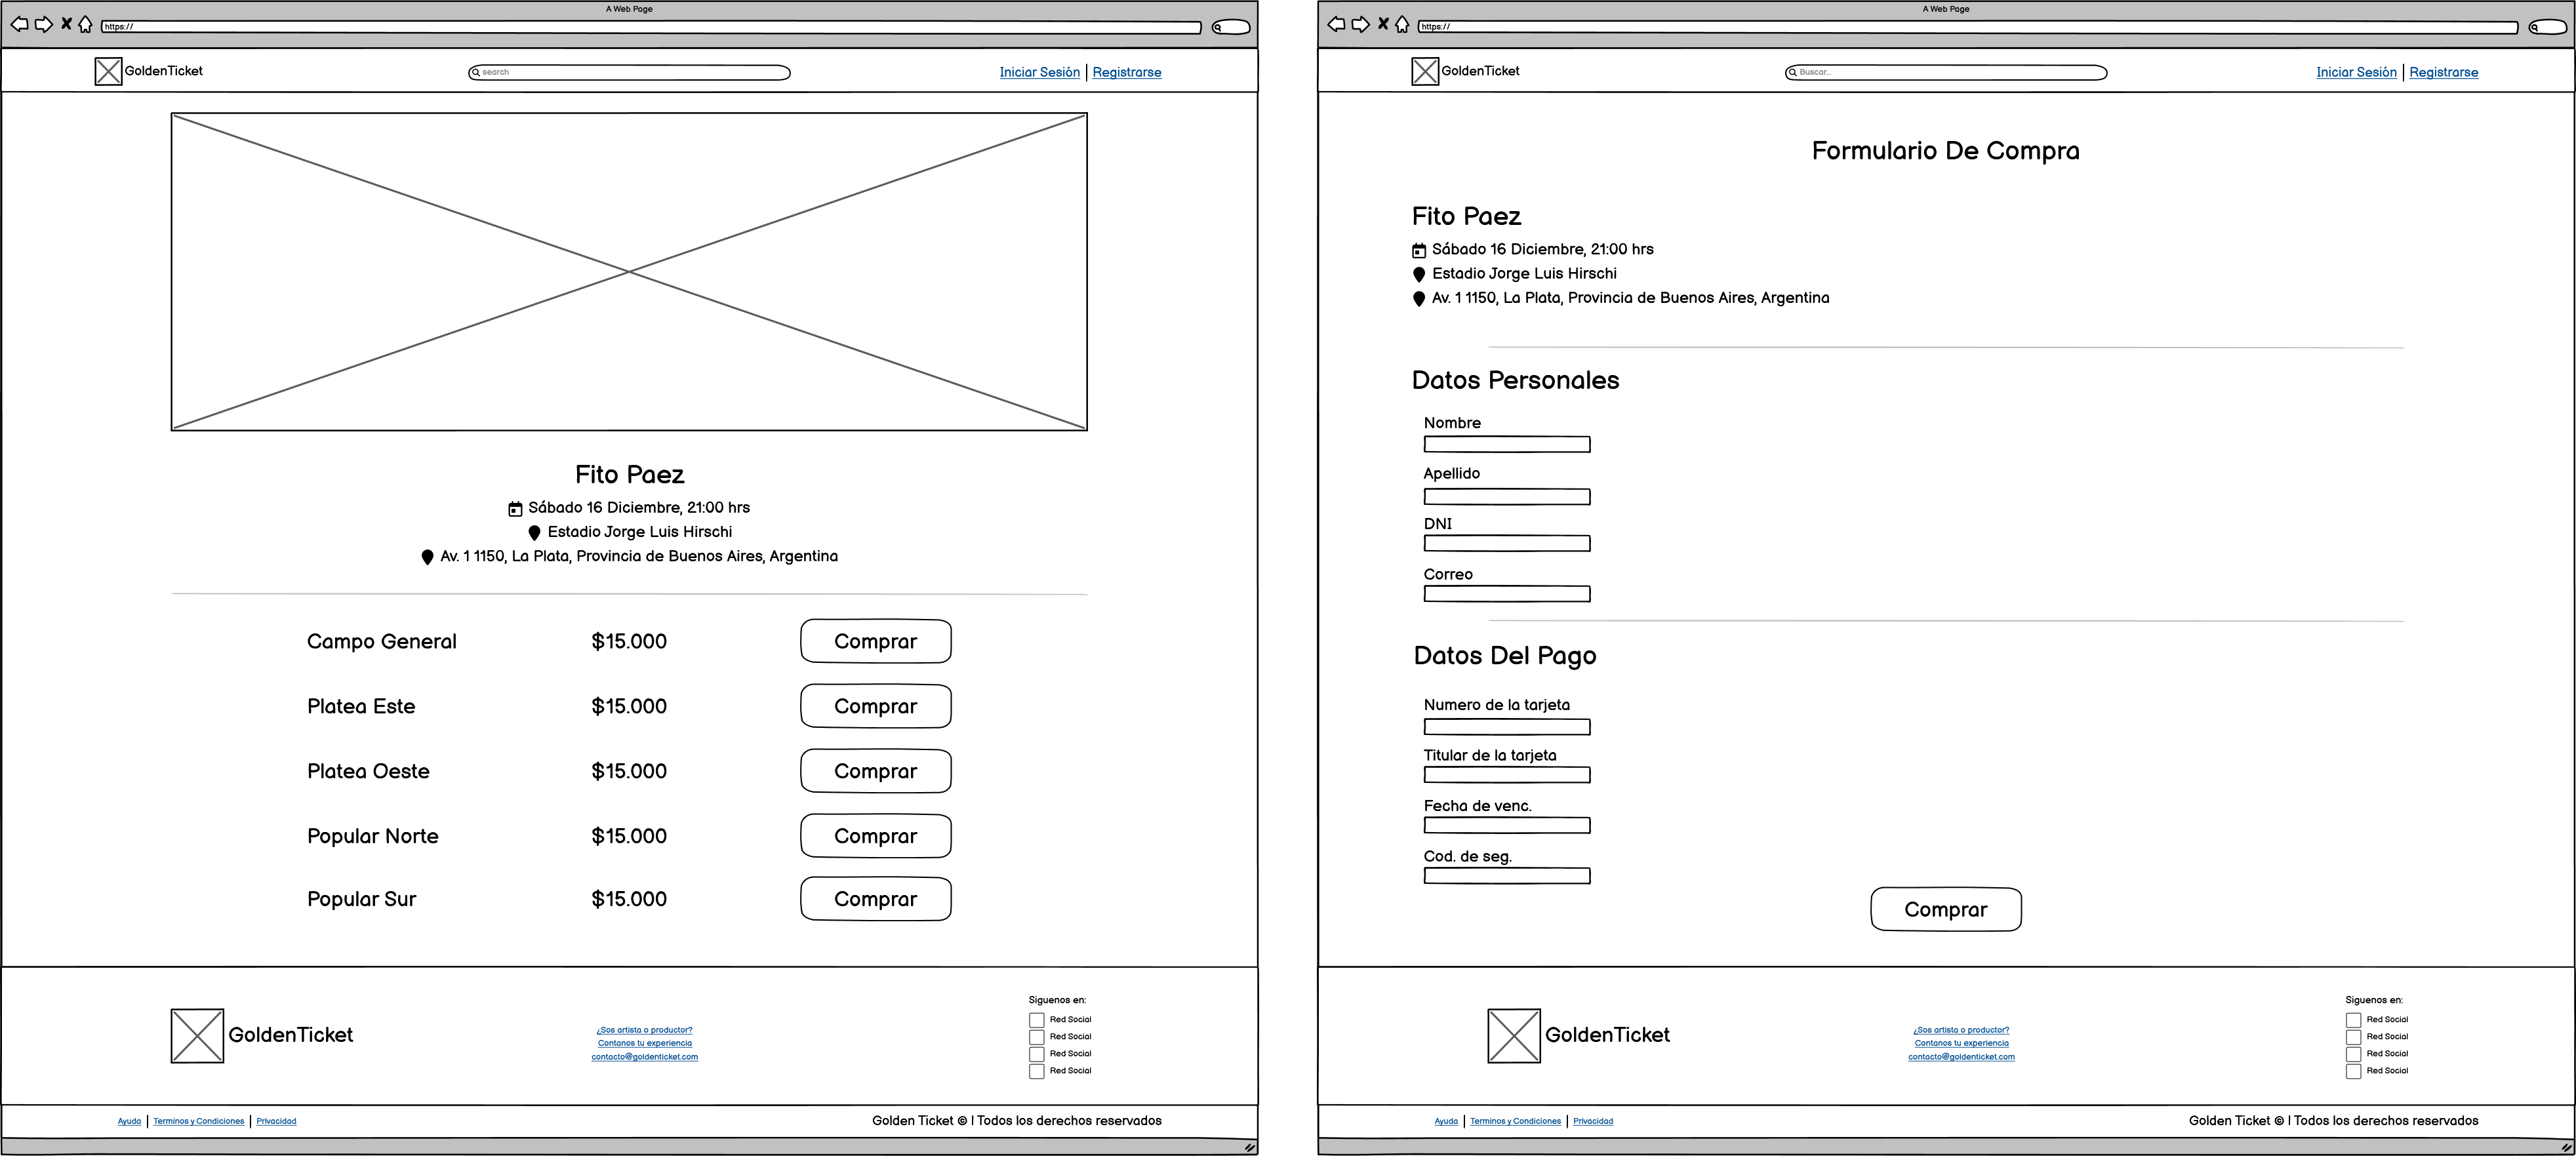 A Web Page
https://
GoldenTicket
search
Iniciar Sesión | Registrarse
Fito Paez
Sábado 16 Diciembre, 21:00 hrs
Estadio Jorge Luis Hirschi
Av. 1 1150, La Plata, Provincia de Buenos Aires, Argentina
Campo General $15.000 Comprar
Platea Este $15.000 Comprar
Platea Oeste $15.000 Comprar
Popular Norte $15.000 Comprar
Popular Sur $15.000 Comprar
GoldenTicket
¿Sos artista o productor?
Contanos tu experiencia
contacto@goldenticket.com
Siguenos en:
Red Social
Red Social
Red Social
Red Social
Ayuda | Terminos y Condiciones | Privacidad
Golden Ticket © | Todos los derechos reservados
A Web Page
https://
GoldenTicket
Buscar...
Iniciar Sesión | Registrarse
Formulario De Compra
Fito Paez
Sábado 16 Diciembre, 21:00 hrs
Estadio Jorge Luis Hirschi
Av. 1 1150, La Plata, Provincia de Buenos Aires, Argentina
Datos Personales
Nombre
Apellido
DNI
Correo
Datos Del Pago
Numero de la tarjeta
Titular de la tarjeta
Fecha de venc.
Cod. de seg.
Comprar
GoldenTicket
¿Sos artista o productor?
Contanos tu experiencia
contacto@goldenticket.com
Siguenos en:
Red Social
Red Social
Red Social
Red Social
Ayuda | Terminos y Condiciones | Privacidad
Golden Ticket © | Todos los derechos reservados